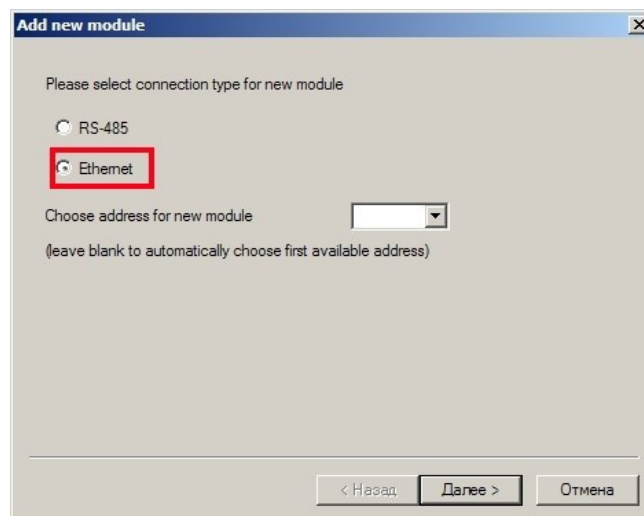 Add new module
Please select connection type for new module
RS-485
Ethernet
Choose address for new module
(leave blank to automatically choose first available address)
< Назад
Далее >
Отмена